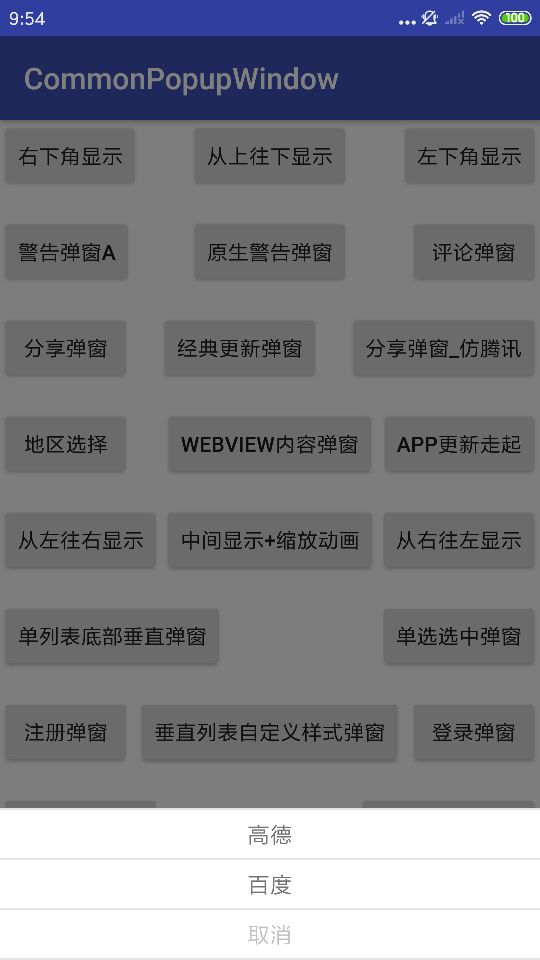 9:54
100
CommonPopupWindow
右下角显示 从上往下显示 左下角显示
警告弹窗A 原生警告弹窗 评论弹窗
分享弹窗 经典更新弹窗 分享弹窗_仿腾讯
地区选择 WEBVIEW内容弹窗 APP更新走起
从左往右显示 中间显示+缩放动画 从右往左显示
单列表底部垂直弹窗 单选选中弹窗
注册弹窗 垂直列表自定义样式弹窗 登录弹窗
高德
百度
取消